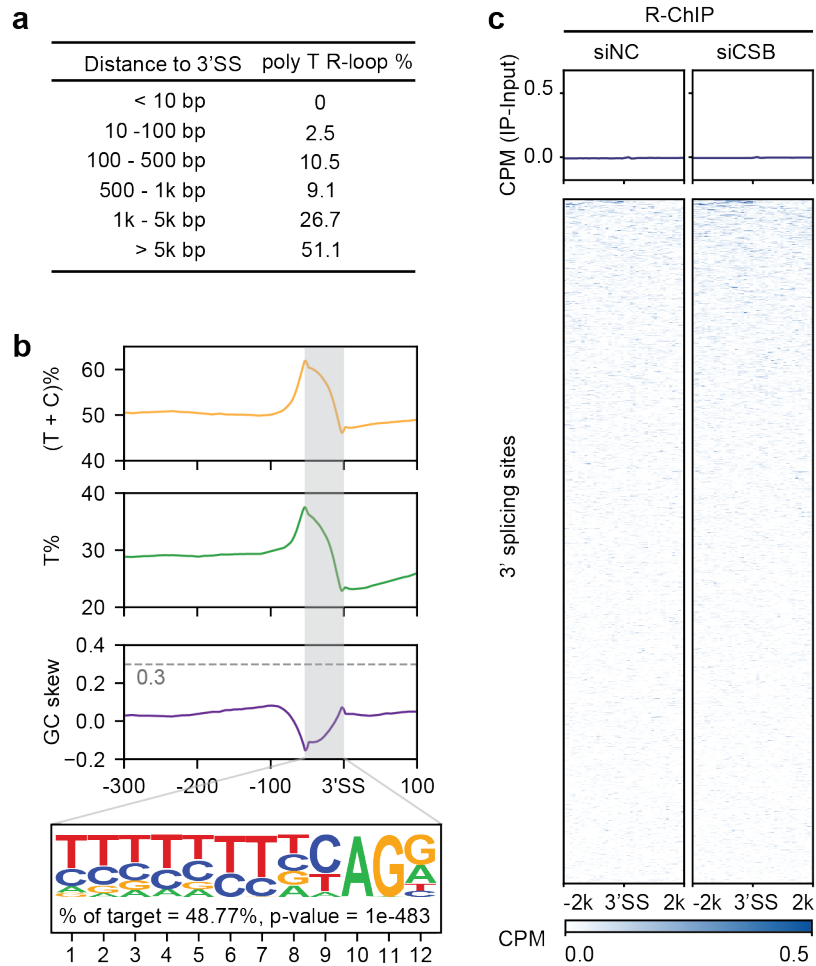 a
Distance to 3'SS poly T R-loop %
< 10 bp 0
10 -100 bp 2.5
100 - 500 bp 10.5
500 - 1k bp 9.1
1k - 5k bp 26.7
> 5k bp 51.1
b
(T + C)%
60
50
40
T%
40
30
20
GC skew
0.4
0.2
0.0
−0.2
0.3
-300 -200 -100 3'SS 100
TTTTTTTTCAGG
CCCCCCCCTGA
AGGAGGT
AAAAC
% of target = 48.77%, p-value = 1e-483
1 2 3 4 5 6 7 8 9 10 11 12
c
R-ChIP
siNC siCSB
CPM (IP-Input)
0.5
0.0
3' splicing sites
-2k 3'SS 2k -2k 3'SS 2k
CPM
0.0 0.5